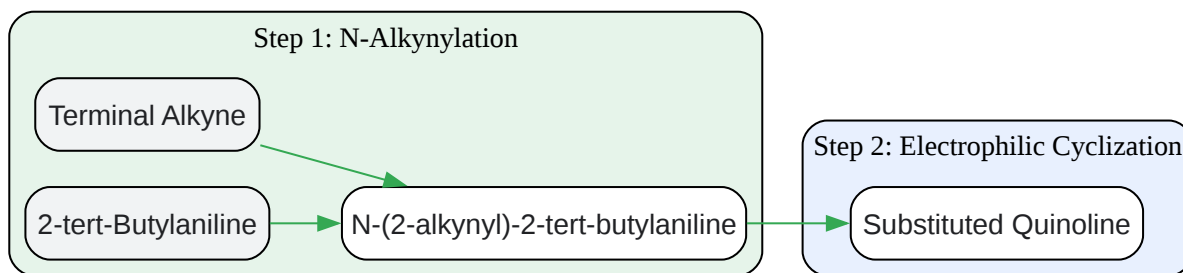 Step 1: N-Alkynylation
Terminal Alkyne
2-tert-Butylaniline
N-(2-alkynyl)-2-tert-butylaniline
Step 2: Electrophilic Cyclization
Substituted Quinoline